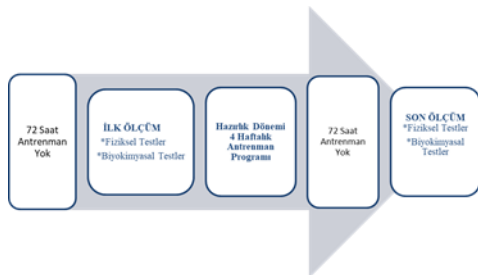 72 Saat
Antrenman
Yok
İLK ÖLÇÜM
*Fiziksel Testler
*Biyokimyasal Testler
Hazırlık Dönemi
4 Haftalık
Antrenman
Programı
72 Saat
Antrenman
Yok
SON ÖLÇÜM
*Fiziksel Testler
*Biyokimyasal
Testler